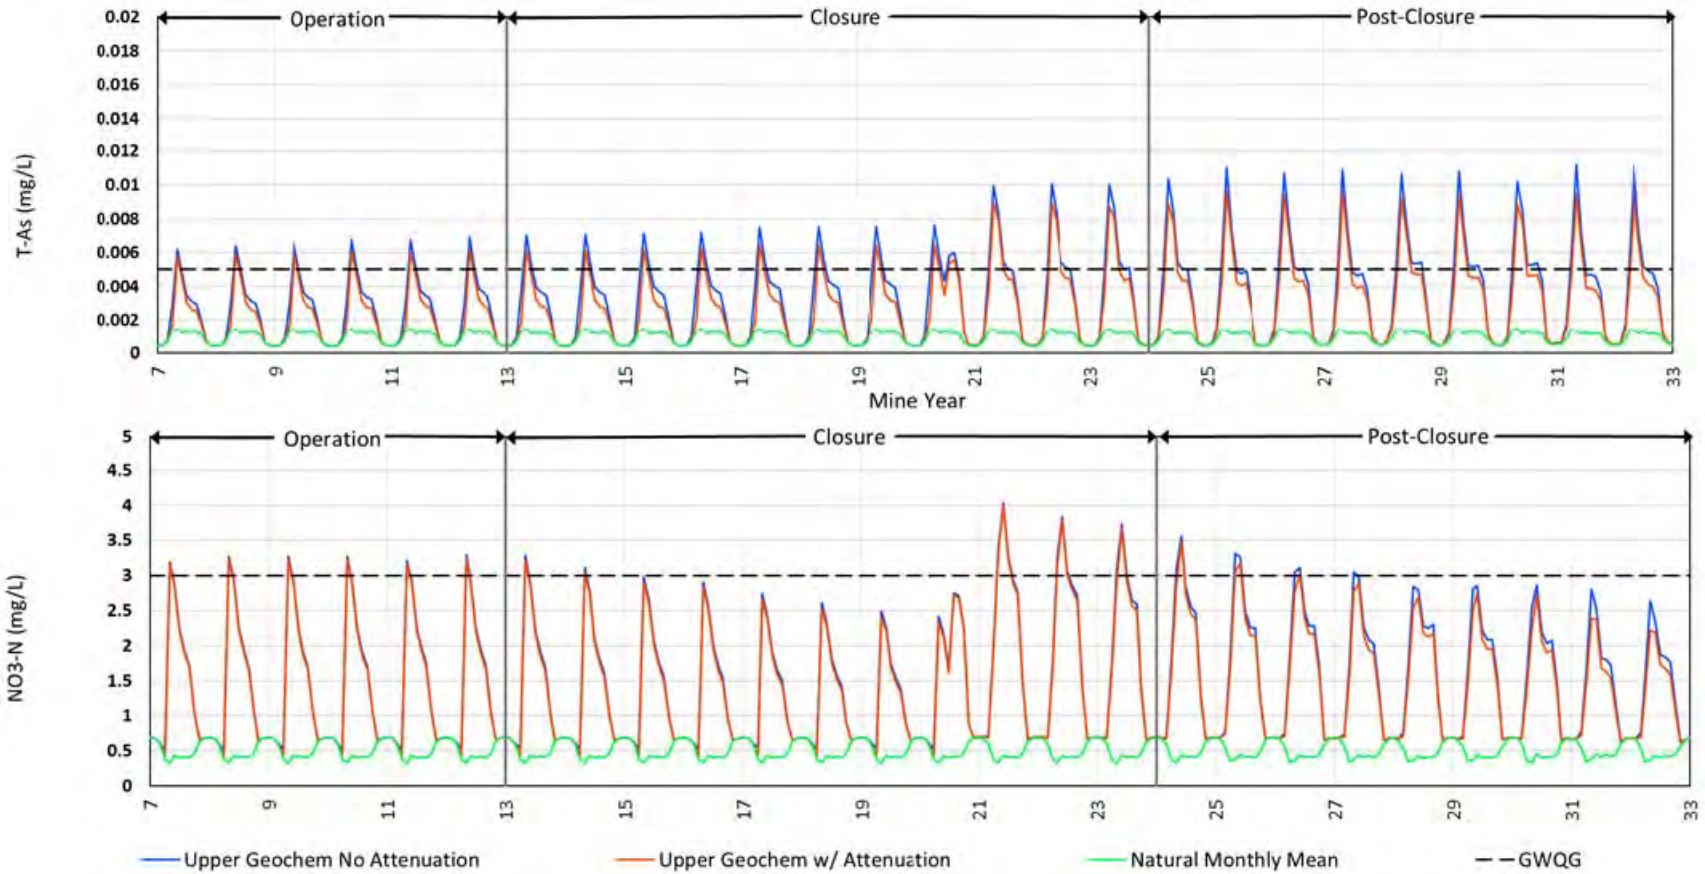 Operation Closure Post-Closure
0.02
0.018
0.016
0.014
0.012
0.01
0.008
0.006
0.004
0.002
0
T-As (mg/L)
7 9 11 13 15 17 19 21 23 25 27 29 31 33
Mine Year
Operation Closure Post-Closure
5
4.5
4
3.5
3
2.5
2
1.5
1
0.5
0
NO3-N (mg/L)
7 9 11 13 15 17 19 21 23 25 27 29 31 33
Upper Geochem No Attenuation Upper Geochem w/ Attenuation Natural Monthly Mean GWQG